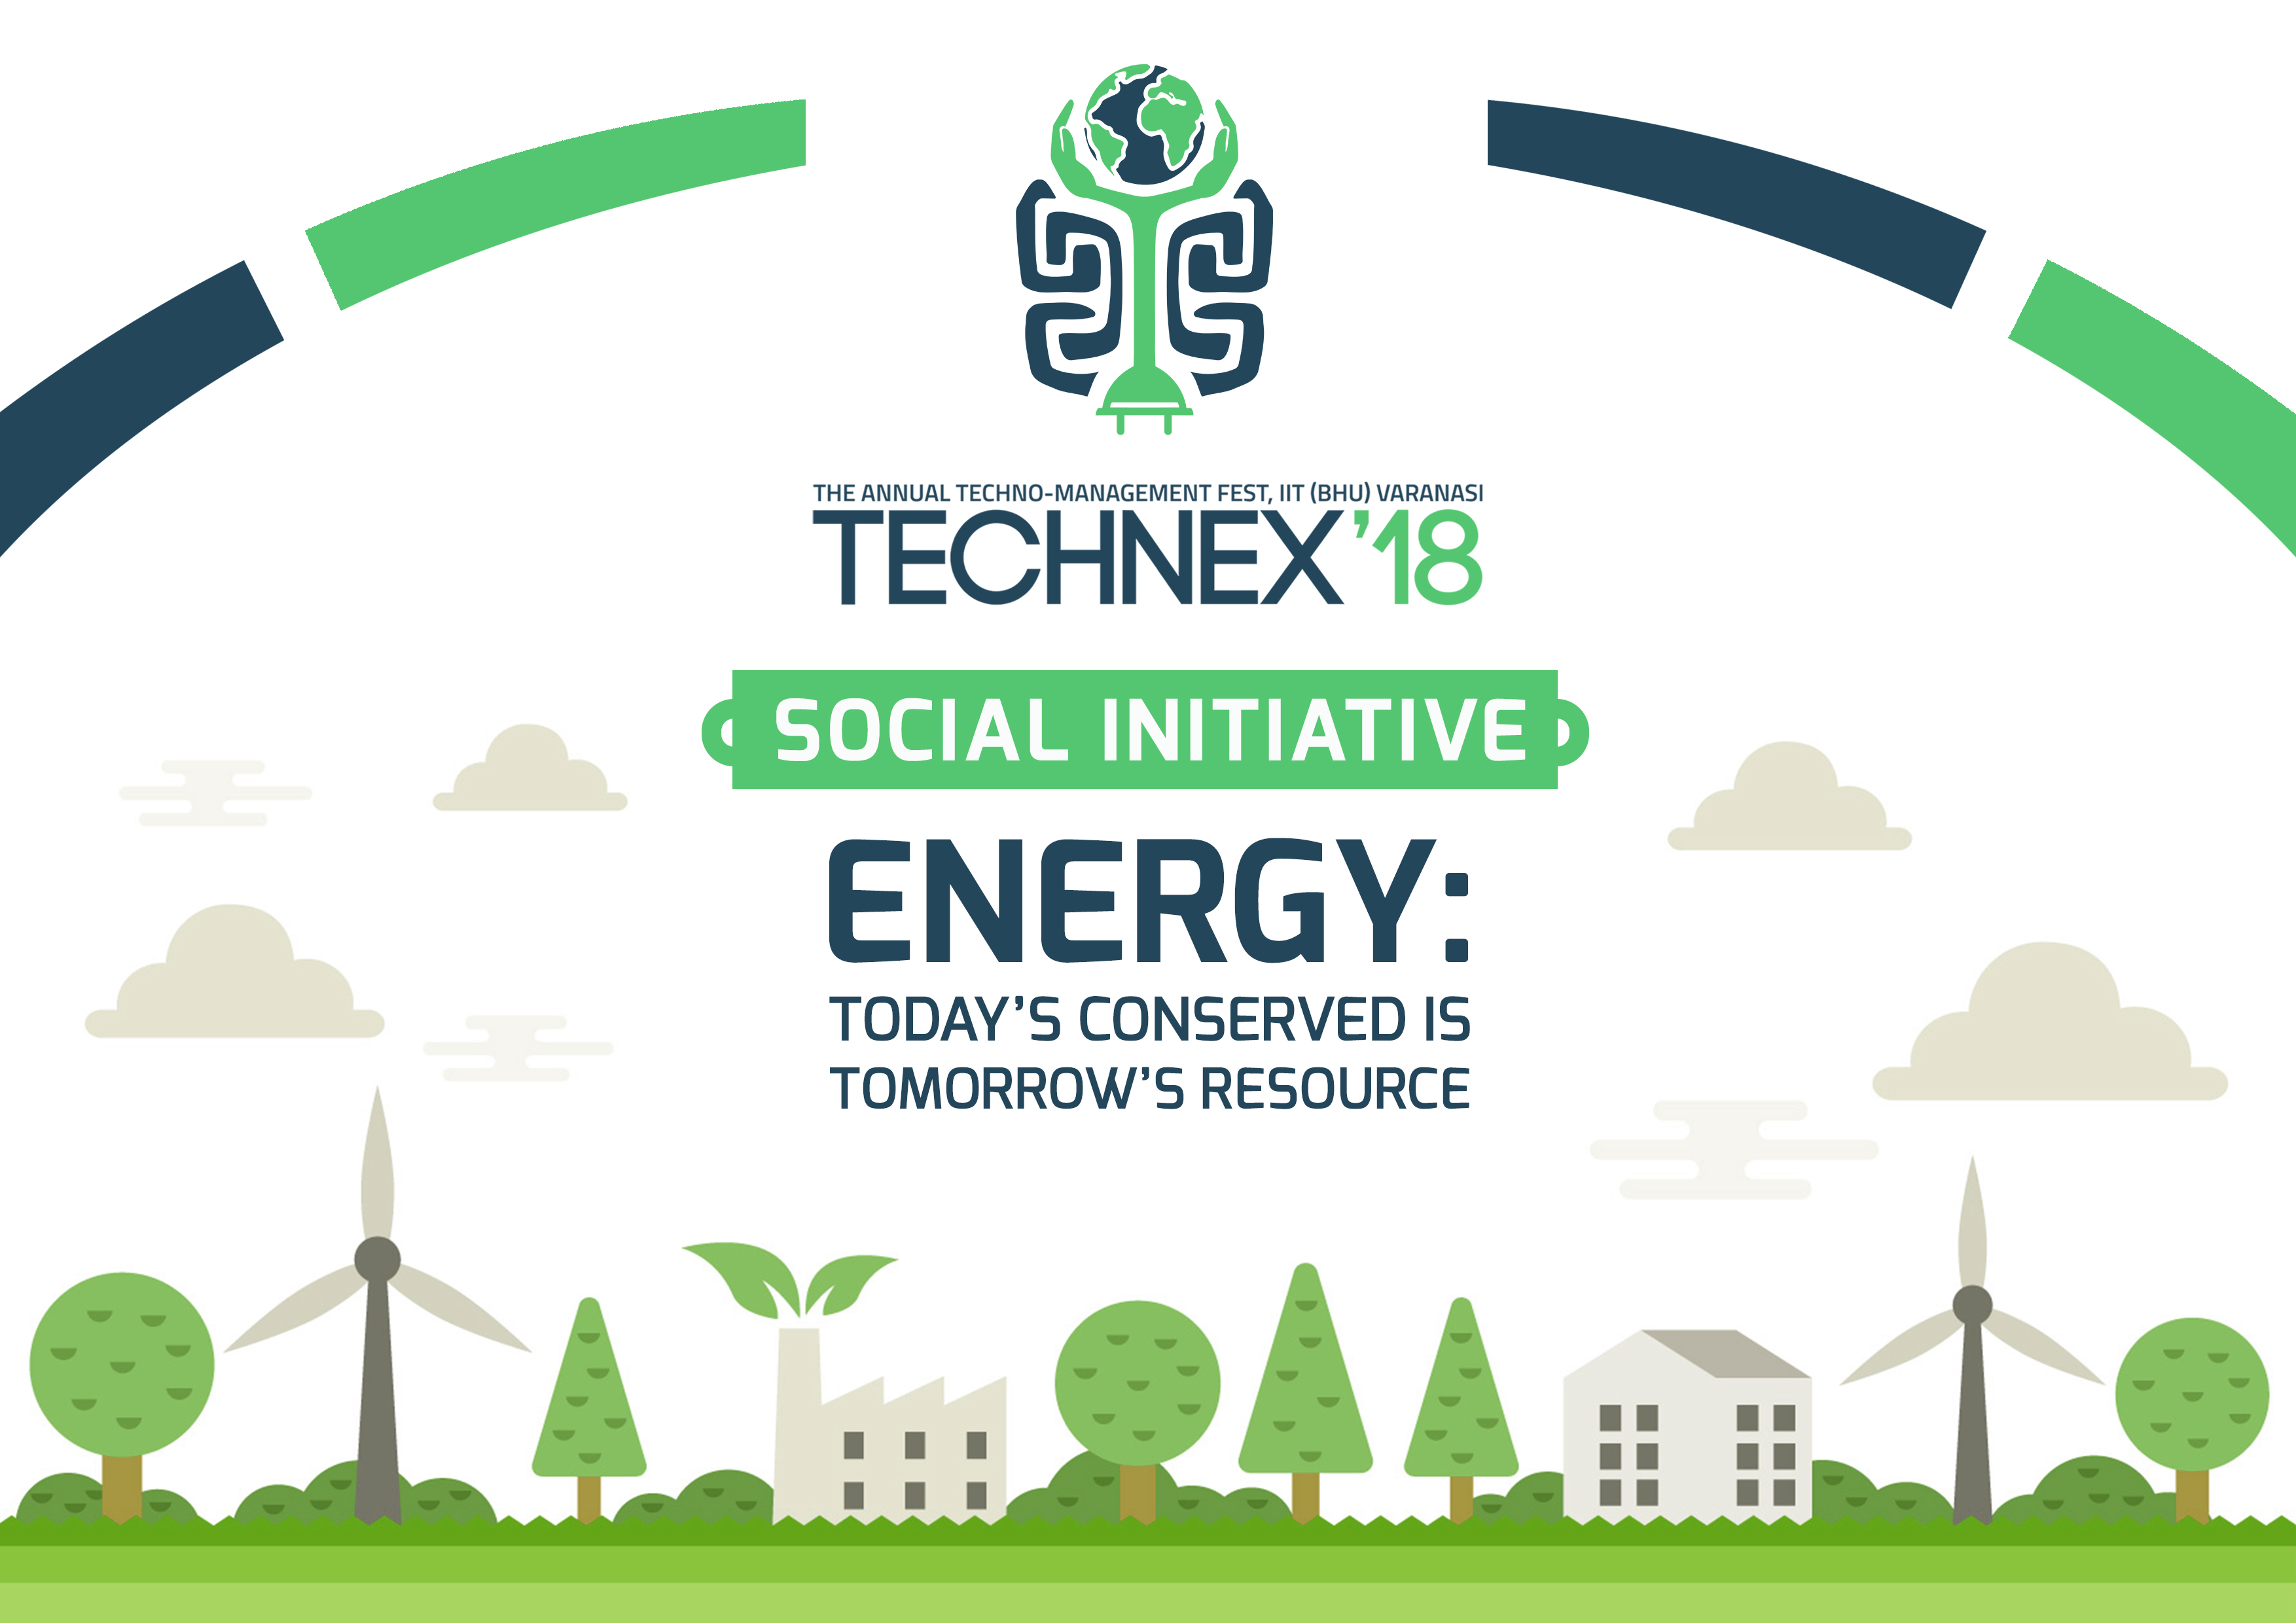 THE ANNUAL TECHNO-MANAGEMENT FEST, IIT (BHU) VARANASI
TECHNEX'18
SOCIAL INITIATIVE
ENERGY:
TODAY'S CONSERVED IS
TOMORROW'S RESOURCE